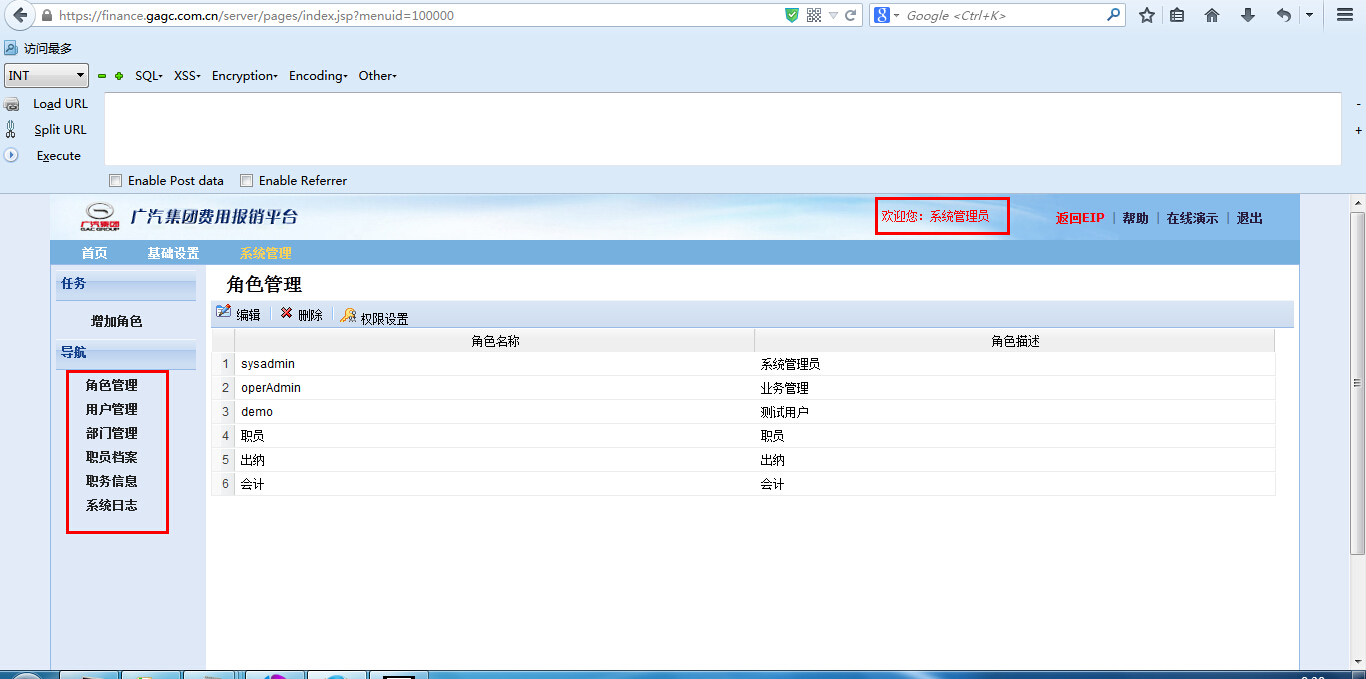 https://finance.gagc.com.cn/server/pages/index.jsp?menuid=100000
Google <Ctrl+K>
访问最多
INT SQL XSS Encryption Encoding Other
Load URL
Split URL
Execute
Enable Post data Enable Referrer
广汽集团 GAC GROUP 广汽集团费用报销平台 欢迎您：系统管理员 返回EIP | 帮助 | 在线演示 | 退出
首页 基础设置 系统管理
任务
增加角色
导航
角色管理
用户管理
部门管理
职员档案
职务信息
系统日志
角色管理
编辑 删除 权限设置
角色名称 角色描述
1 sysadmin 系统管理员
2 operAdmin 业务管理
3 demo 测试用户
4 职员 职员
5 出纳 出纳
6 会计 会计